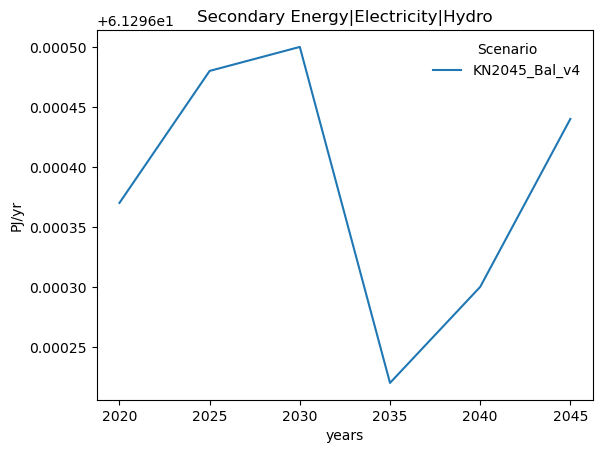 Secondary Energy|Electricity|Hydro
+6.1296e1
Scenario
KN2045_Bal_v4
0.00050
0.00045
0.00040
0.00035
0.00030
0.00025
PJ/yr
2020 2025 2030 2035 2040 2045
years